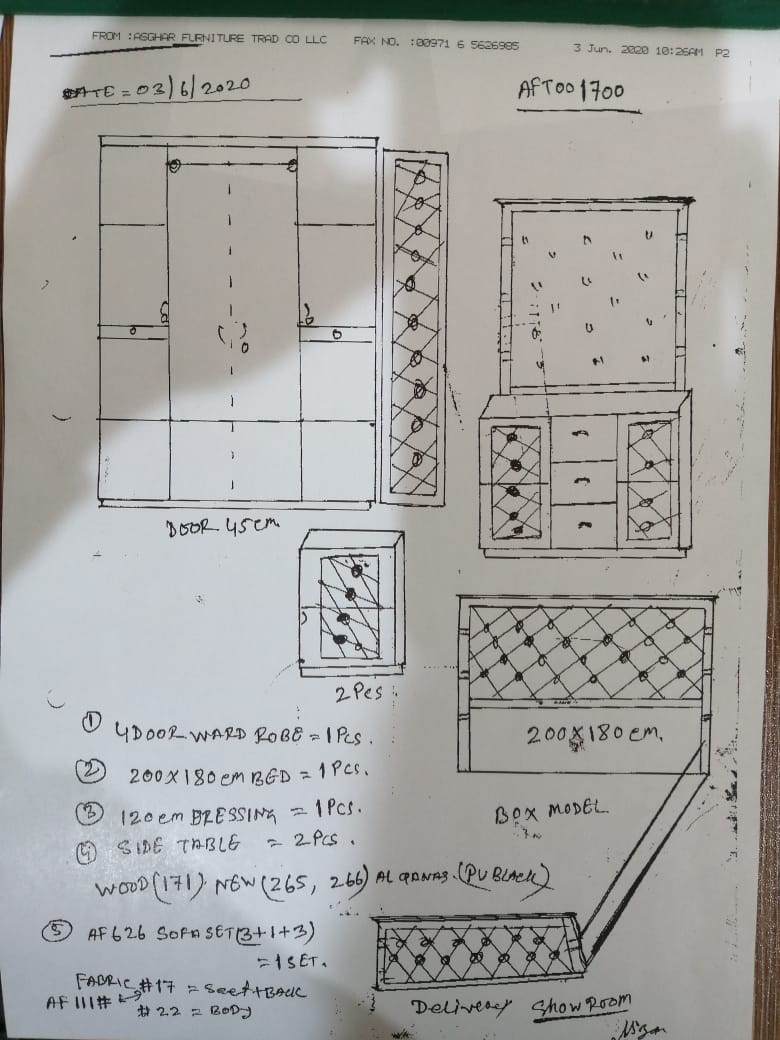 FROM :ASGHAR FURNITURE TRAD CO LLC FAX NO. :00971 6 5626985 3 Jun. 2020 10:26AM P2
DATE = 03/6/2020
AFT001700
DOOR 45cm
2Pcs
200X180cm.
BOX MODEL
① 4DOOR WARD ROBE = 1Pcs.
② 200X180cm BED = 1Pcs.
③ 120cm DRESSING = 1Pcs.
④ SIDE TABLE = 2Pcs.
WOOD(171) NEW(265, 266) AL QANAS.(PU BLACK)
⑤ AF626 SOFA SET(3+1+3)
= 1SET.
FABRIC #17 = Seet+BACK
AF111# #22 = BODY
Delivery Showroom